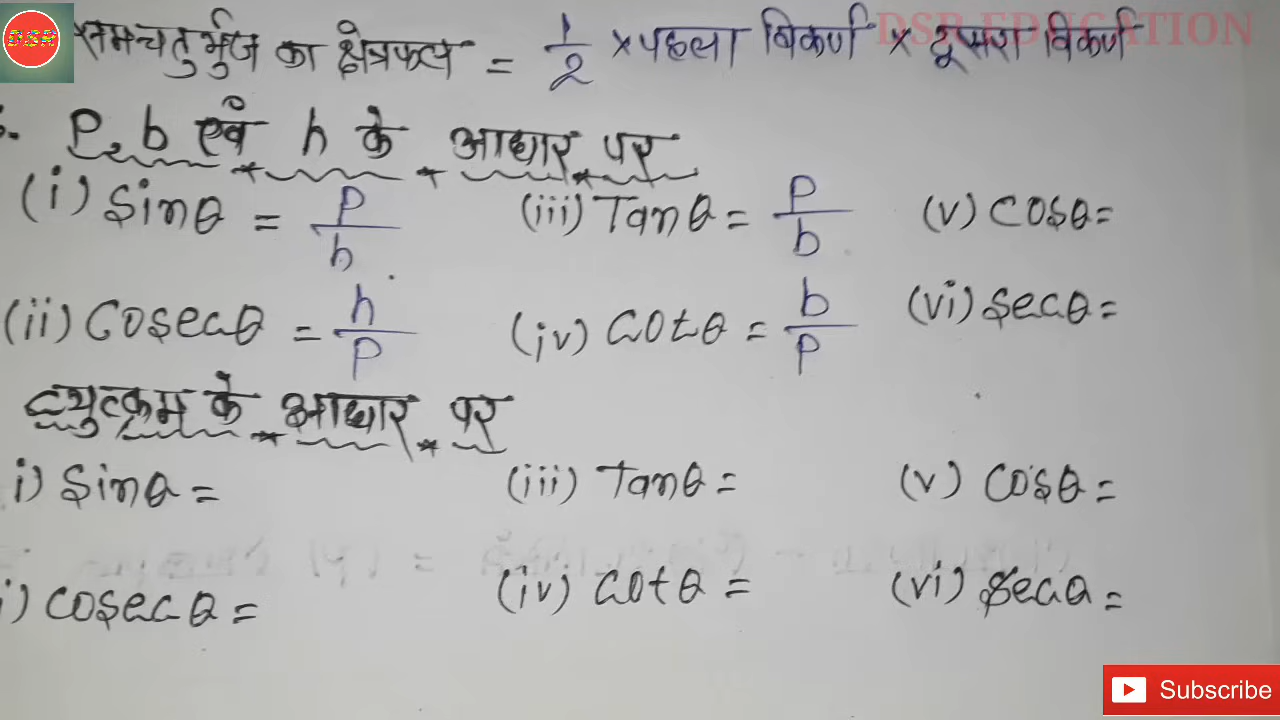 DSR
DSR EDUCATION
समचतुर्भुज का क्षेत्रफल = 1/2 × पहला विकर्ण × दूसरा विकर्ण
P, b एवं h के आधार पर
(i) Sinθ = P/h (iii) Tanθ = P/b (v) Cosθ =
(ii) Cosecθ = h/P (iv) Cotθ = b/P (vi) Secθ =
व्युत्क्रम के आधार पर
i) Sinθ = (iii) Tanθ = (v) Cosθ =
i) Cosecθ = (iv) Cotθ = (vi) Secθ =
Subscribe